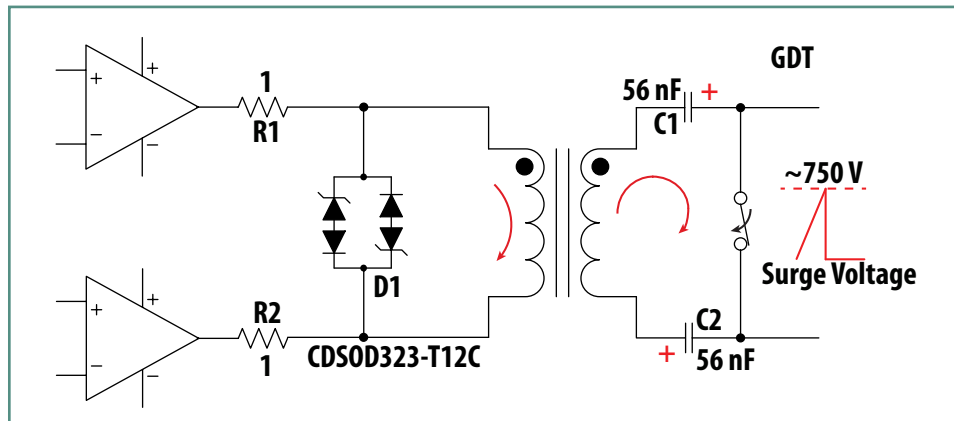 GDT
1
R1
56 nF
+
C1
+
−
+
−
~750 V
Surge Voltage
D1
CDSOD323-T12C
+
−
+
−
R2
1
C2
+
56 nF